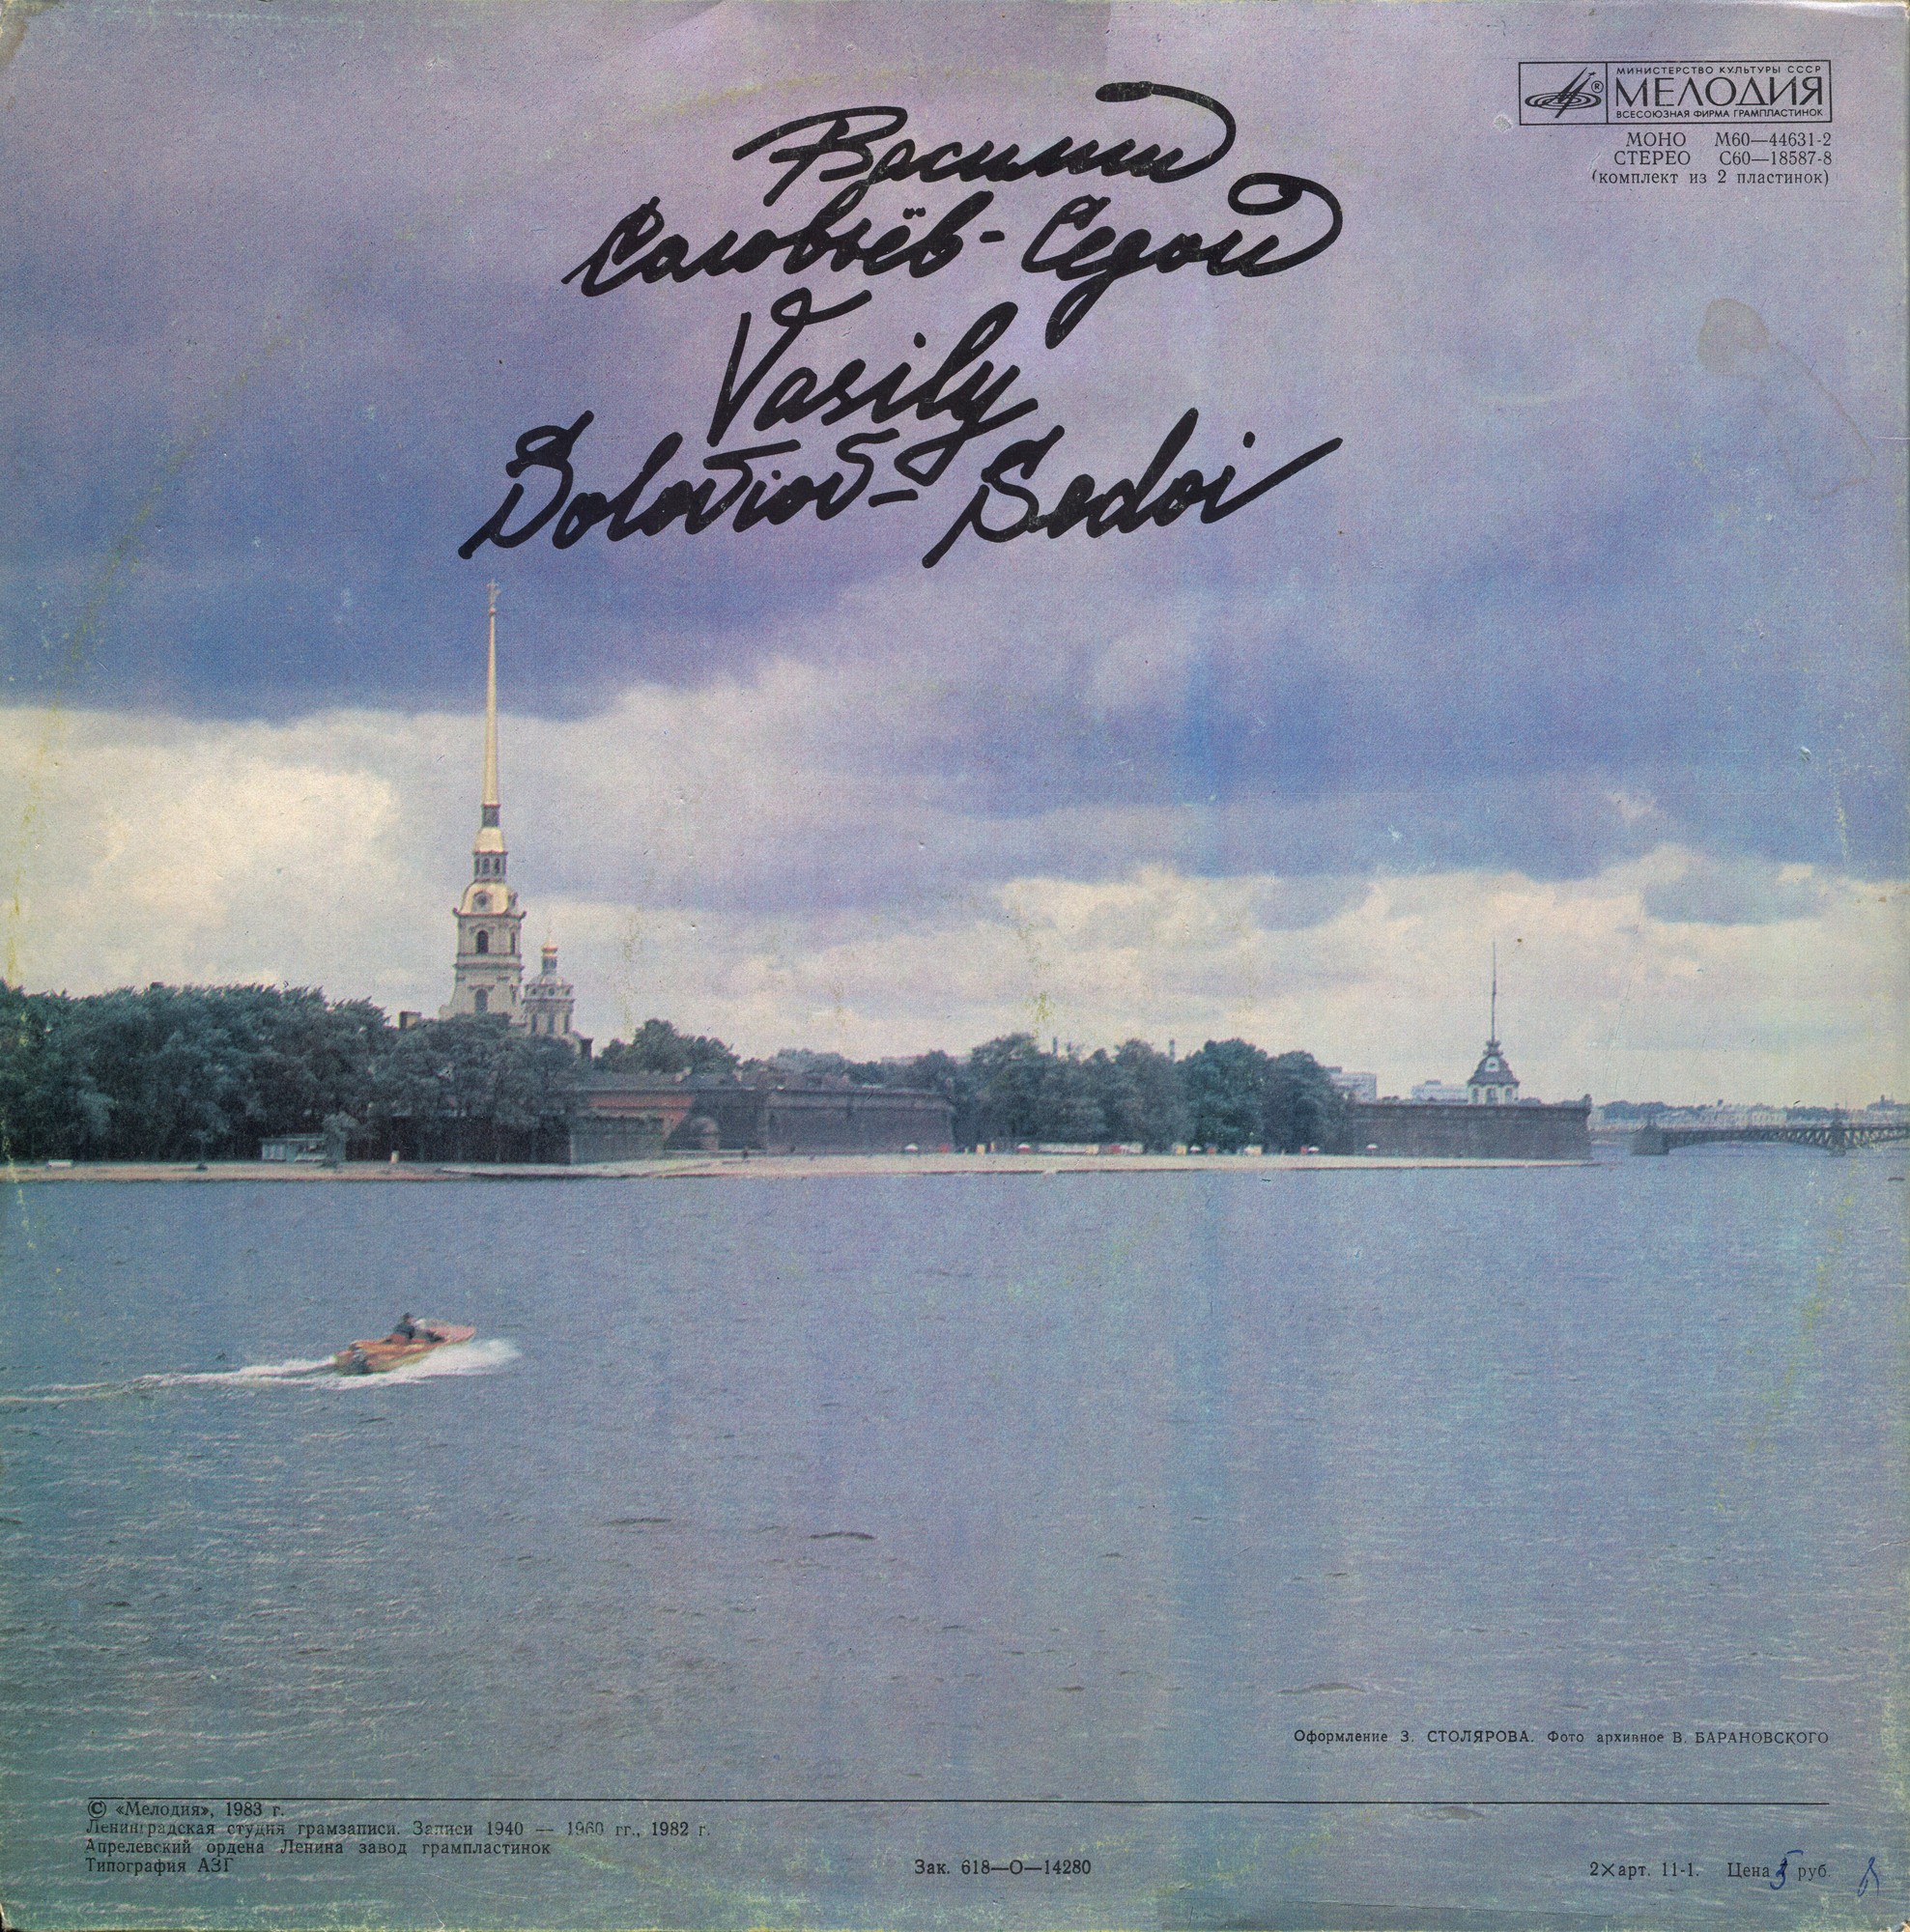 Василий
Соловьёв-Седой
Vasily
Soloviov-Sedoi
МИНИСТЕРСТВО КУЛЬТУРЫ СССР
®
МЕЛОДИЯ
ВСЕСОЮЗНАЯ ФИРМА ГРАМПЛАСТИНОК
МОНО М60—44631-2
СТЕРЕО С60—18587-8
(комплект из 2 пластинок)
Оформление З. СТОЛЯРОВА. Фото архивное В. БАРАНОВСКОГО
© «Мелодия», 1983 г.
Ленинградская студия грамзаписи. Записи 1940 — 1960 гг., 1982 г.
Апрелевский ордена Ленина завод грампластинок
Типография АЗГ
Зак. 618—О—14280
2×арт. 11-1. Цена 5 руб.